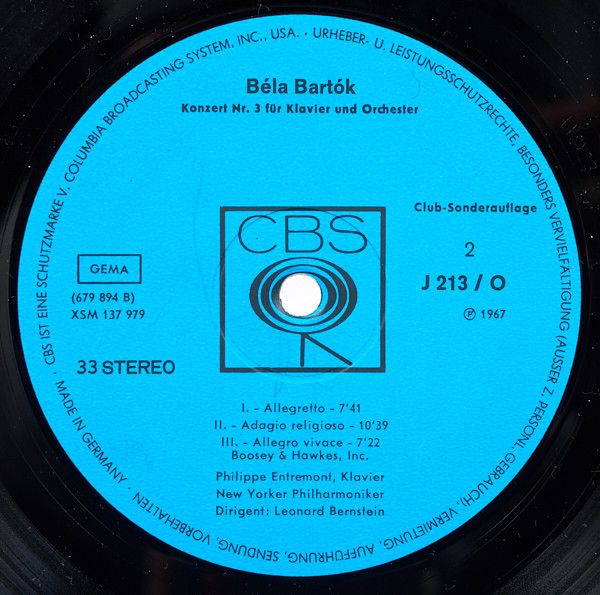 CBS IST EINE SCHUTZMARKE V. COLUMBIA BROADCASTING SYSTEM, INC., USA. · URHEBER- U. LEISTUNGSSCHUTZRECHTE, BESONDERS VERVIELFÄLTIGUNG (AUSSER Z. PERSÖNL. GEBRAUCH), VERMIETUNG, AUFFÜHRUNG, SENDUNG, VORBEHALTEN · MADE IN GERMANY ·
Béla Bartók
Konzert Nr. 3 für Klavier und Orchester
Club-Sonderauflage
CBS
2
GEMA
J 213 / O
(679 894 B)
XSM 137 979
℗ 1967
33 STEREO
I. - Allegretto - 7'41
II. - Adagio religioso - 10'39
III. - Allegro vivace - 7'22
Boosey & Hawkes, Inc.
Philippe Entremont, Klavier
New Yorker Philharmoniker
Dirigent: Leonard Bernstein